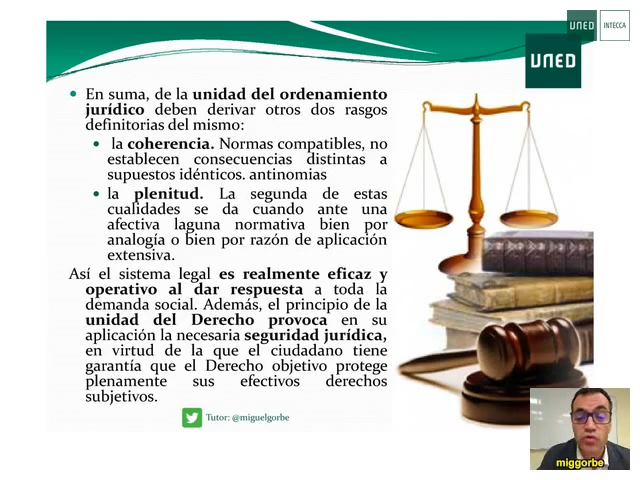 UNED
INTECCA
UNED
En suma, de la unidad del ordenamiento
jurídico deben derivar otros dos rasgos
definitorios del mismo:
la coherencia. Normas compatibles, no
establecen consecuencias distintas a
supuestos idénticos. antinomias
la plenitud. La segunda de estas
cualidades se da cuando ante una
afectiva laguna normativa bien por
analogía o bien por razón de aplicación
extensiva.
Así el sistema legal es realmente eficaz y
operativo al dar respuesta a toda la
demanda social. Además, el principio de la
unidad del Derecho provoca en su
aplicación la necesaria seguridad jurídica,
en virtud de la que el ciudadano tiene
garantía que el Derecho objetivo protege
plenamente sus efectivos derechos
subjetivos.
Tutor: @miguelgorbe
miggorbe